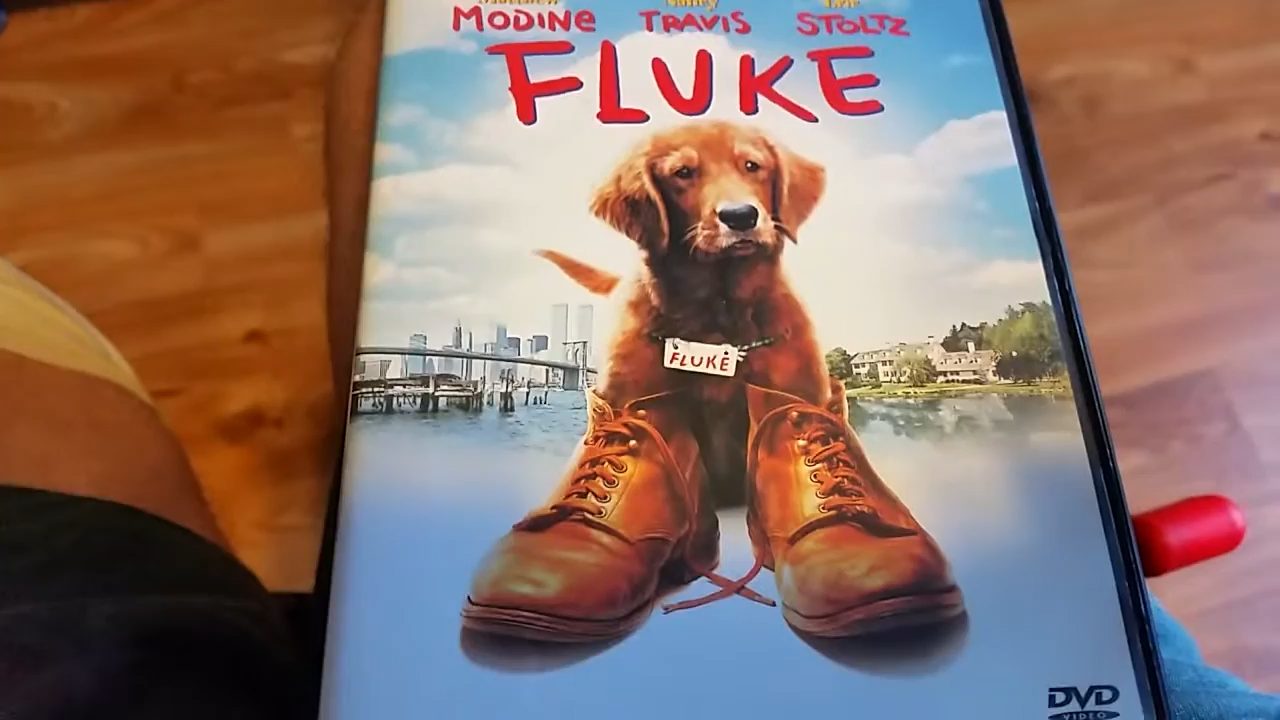 MODINE TRAVIS STOLTZ
FLUKE
FLUKE
DVD
VIDEO